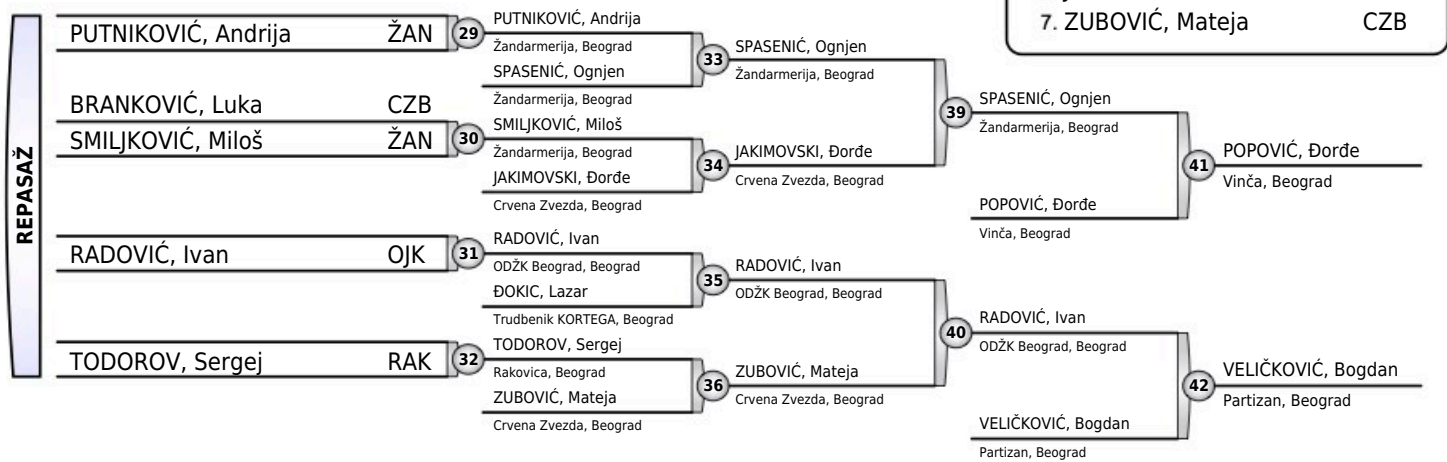 7. ZUBOVIĆ, Mateja CZB
REPASAŽ
PUTNIKOVIĆ, Andrija ŽAN
BRANKOVIĆ, Luka CZB
SMILJKOVIĆ, Miloš ŽAN
RADOVIĆ, Ivan OJK
TODOROV, Sergej RAK
29
30
31
32
PUTNIKOVIĆ, Andrija
Žandarmerija, Beograd
SPASENIĆ, Ognjen
Žandarmerija, Beograd
SMILJKOVIĆ, Miloš
Žandarmerija, Beograd
JAKIMOVSKI, Đorđe
Crvena Zvezda, Beograd
RADOVIĆ, Ivan
ODŽK Beograd, Beograd
ĐOKIC, Lazar
Trudbenik KORTEGA, Beograd
TODOROV, Sergej
Rakovica, Beograd
ZUBOVIĆ, Mateja
Crvena Zvezda, Beograd
33
34
35
36
SPASENIĆ, Ognjen
Žandarmerija, Beograd
JAKIMOVSKI, Đorđe
Crvena Zvezda, Beograd
RADOVIĆ, Ivan
ODŽK Beograd, Beograd
ZUBOVIĆ, Mateja
Crvena Zvezda, Beograd
39
40
SPASENIĆ, Ognjen
Žandarmerija, Beograd
POPOVIĆ, Đorđe
Vinča, Beograd
RADOVIĆ, Ivan
ODŽK Beograd, Beograd
VELIČKOVIĆ, Bogdan
Partizan, Beograd
41
42
POPOVIĆ, Đorđe
Vinča, Beograd
VELIČKOVIĆ, Bogdan
Partizan, Beograd